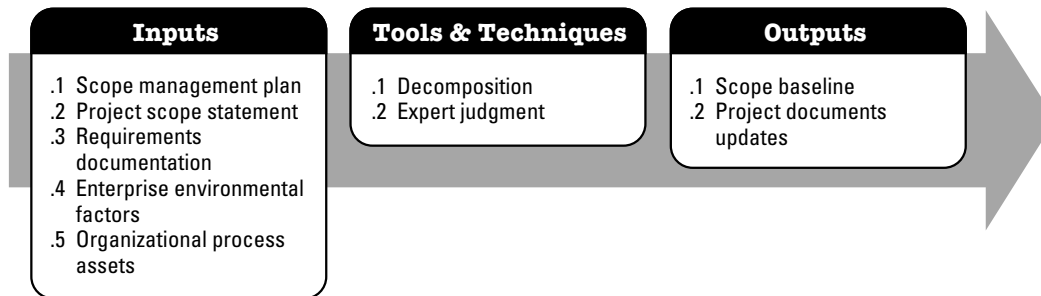 Inputs
.1 Scope management plan
.2 Project scope statement
.3 Requirements
documentation
.4 Enterprise environmental
factors
.5 Organizational process
assets
Tools & Techniques
.1 Decomposition
.2 Expert judgment
Outputs
.1 Scope baseline
.2 Project documents
updates